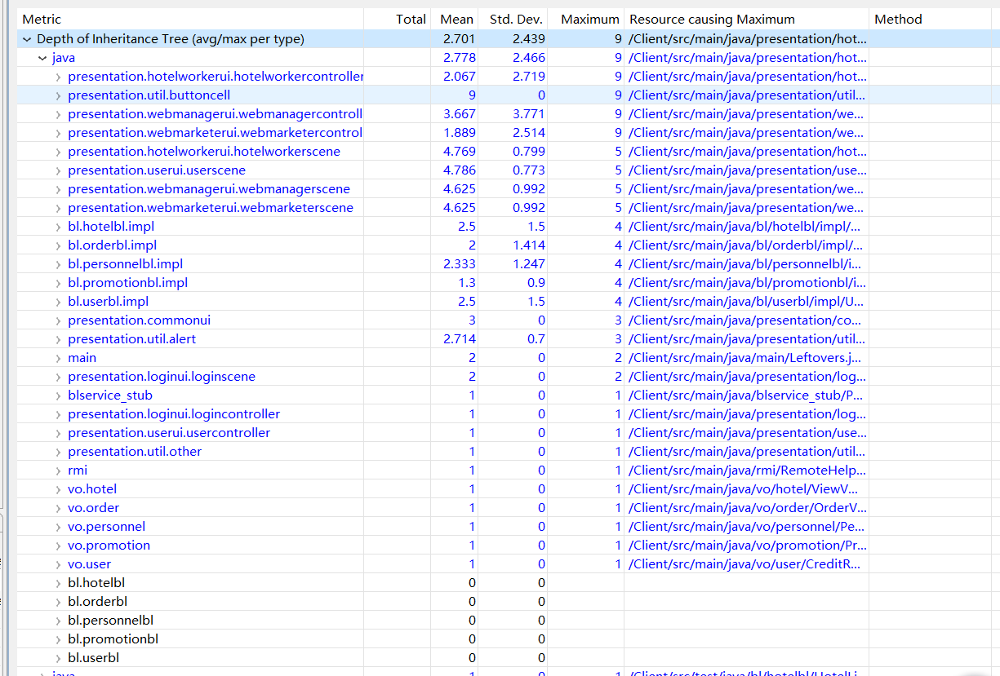 Metric Total Mean Std. Dev. Maximum Resource causing Maximum Method
Depth of Inheritance Tree (avg/max per type) 2.701 2.439 9 /Client/src/main/java/presentation/hot...
java 2.778 2.466 9 /Client/src/main/java/presentation/hot...
presentation.hotelworkerui.hotelworkercontroller 2.067 2.719 9 /Client/src/main/java/presentation/hot...
presentation.util.buttoncell 9 0 9 /Client/src/main/java/presentation/util...
presentation.webmanagerui.webmanagercontroll 3.667 3.771 9 /Client/src/main/java/presentation/we...
presentation.webmarketerui.webmarketercontrol 1.889 2.514 9 /Client/src/main/java/presentation/we...
presentation.hotelworkerui.hotelworkerscene 4.769 0.799 5 /Client/src/main/java/presentation/hot...
presentation.userui.userscene 4.786 0.773 5 /Client/src/main/java/presentation/use...
presentation.webmanagerui.webmanagerscene 4.625 0.992 5 /Client/src/main/java/presentation/we...
presentation.webmarketerui.webmarketerscene 4.625 0.992 5 /Client/src/main/java/presentation/we...
bl.hotelbl.impl 2.5 1.5 4 /Client/src/main/java/bl/hotelbl/impl/...
bl.orderbl.impl 2 1.414 4 /Client/src/main/java/bl/orderbl/impl/...
bl.personnelbl.impl 2.333 1.247 4 /Client/src/main/java/bl/personnelbl/i...
bl.promotionbl.impl 1.3 0.9 4 /Client/src/main/java/bl/promotionbl/i...
bl.userbl.impl 2.5 1.5 4 /Client/src/main/java/bl/userbl/impl/U...
presentation.commonui 3 0 3 /Client/src/main/java/presentation/co...
presentation.util.alert 2.714 0.7 3 /Client/src/main/java/presentation/util...
main 2 0 2 /Client/src/main/java/main/Leftovers.j...
presentation.loginui.loginscene 2 0 2 /Client/src/main/java/presentation/log...
blservice_stub 1 0 1 /Client/src/main/java/blservice_stub/P...
presentation.loginui.logincontroller 1 0 1 /Client/src/main/java/presentation/log...
presentation.userui.usercontroller 1 0 1 /Client/src/main/java/presentation/use...
presentation.util.other 1 0 1 /Client/src/main/java/presentation/util...
rmi 1 0 1 /Client/src/main/java/rmi/RemoteHelp...
vo.hotel 1 0 1 /Client/src/main/java/vo/hotel/ViewV...
vo.order 1 0 1 /Client/src/main/java/vo/order/OrderV...
vo.personnel 1 0 1 /Client/src/main/java/vo/personnel/Pe...
vo.promotion 1 0 1 /Client/src/main/java/vo/promotion/Pr...
vo.user 1 0 1 /Client/src/main/java/vo/user/CreditR...
bl.hotelbl 0 0
bl.orderbl 0 0
bl.personnelbl 0 0
bl.promotionbl 0 0
bl.userbl 0 0
java 1 0 1 /Client/src/test/java/bl/hotelbl/HotelLi...